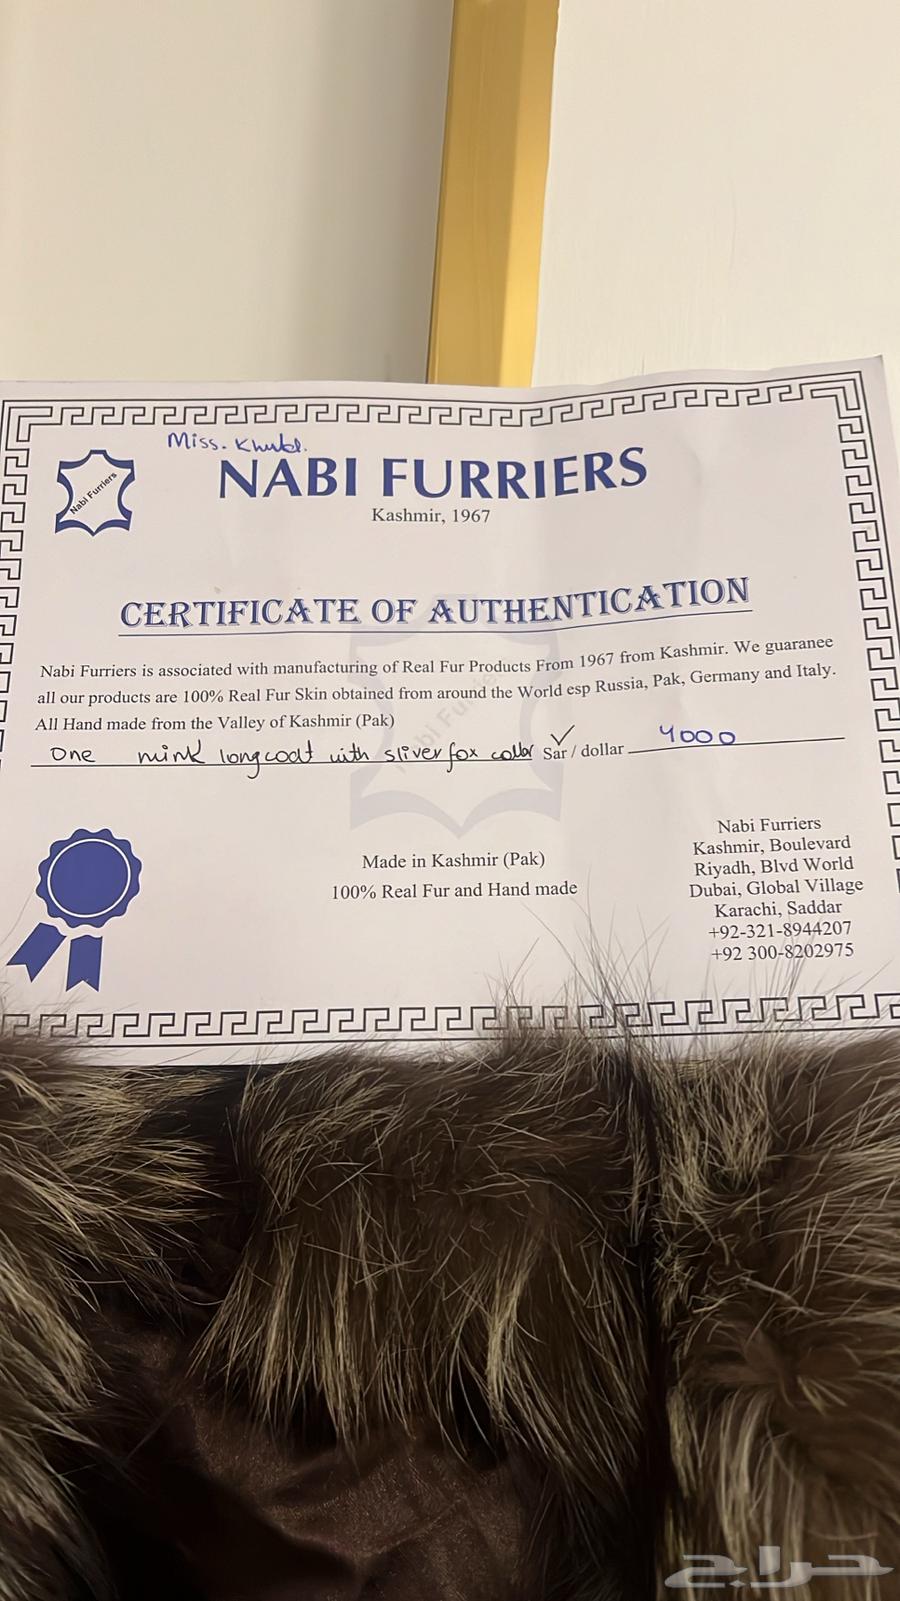 Miss. Khuld.
NABI FURRIERS
Nabi Furriers
Kashmir, 1967
CERTIFICATE OF AUTHENTICATION
Nabi Furriers is associated with manufacturing of Real Fur Products From 1967 from Kashmir. We guaranee
all our products are 100% Real Fur Skin obtained from around the World esp Russia, Pak, Germany and Italy.
All Hand made from the Valley of Kashmir (Pak)
One mink longcoat with sliver fox collar Sar / dollar 4000
Made in Kashmir (Pak)
100% Real Fur and Hand made
Nabi Furriers
Kashmir, Boulevard
Riyadh, Blvd World
Dubai, Global Village
Karachi, Saddar
+92-321-8944207
+92 300-8202975
حراج